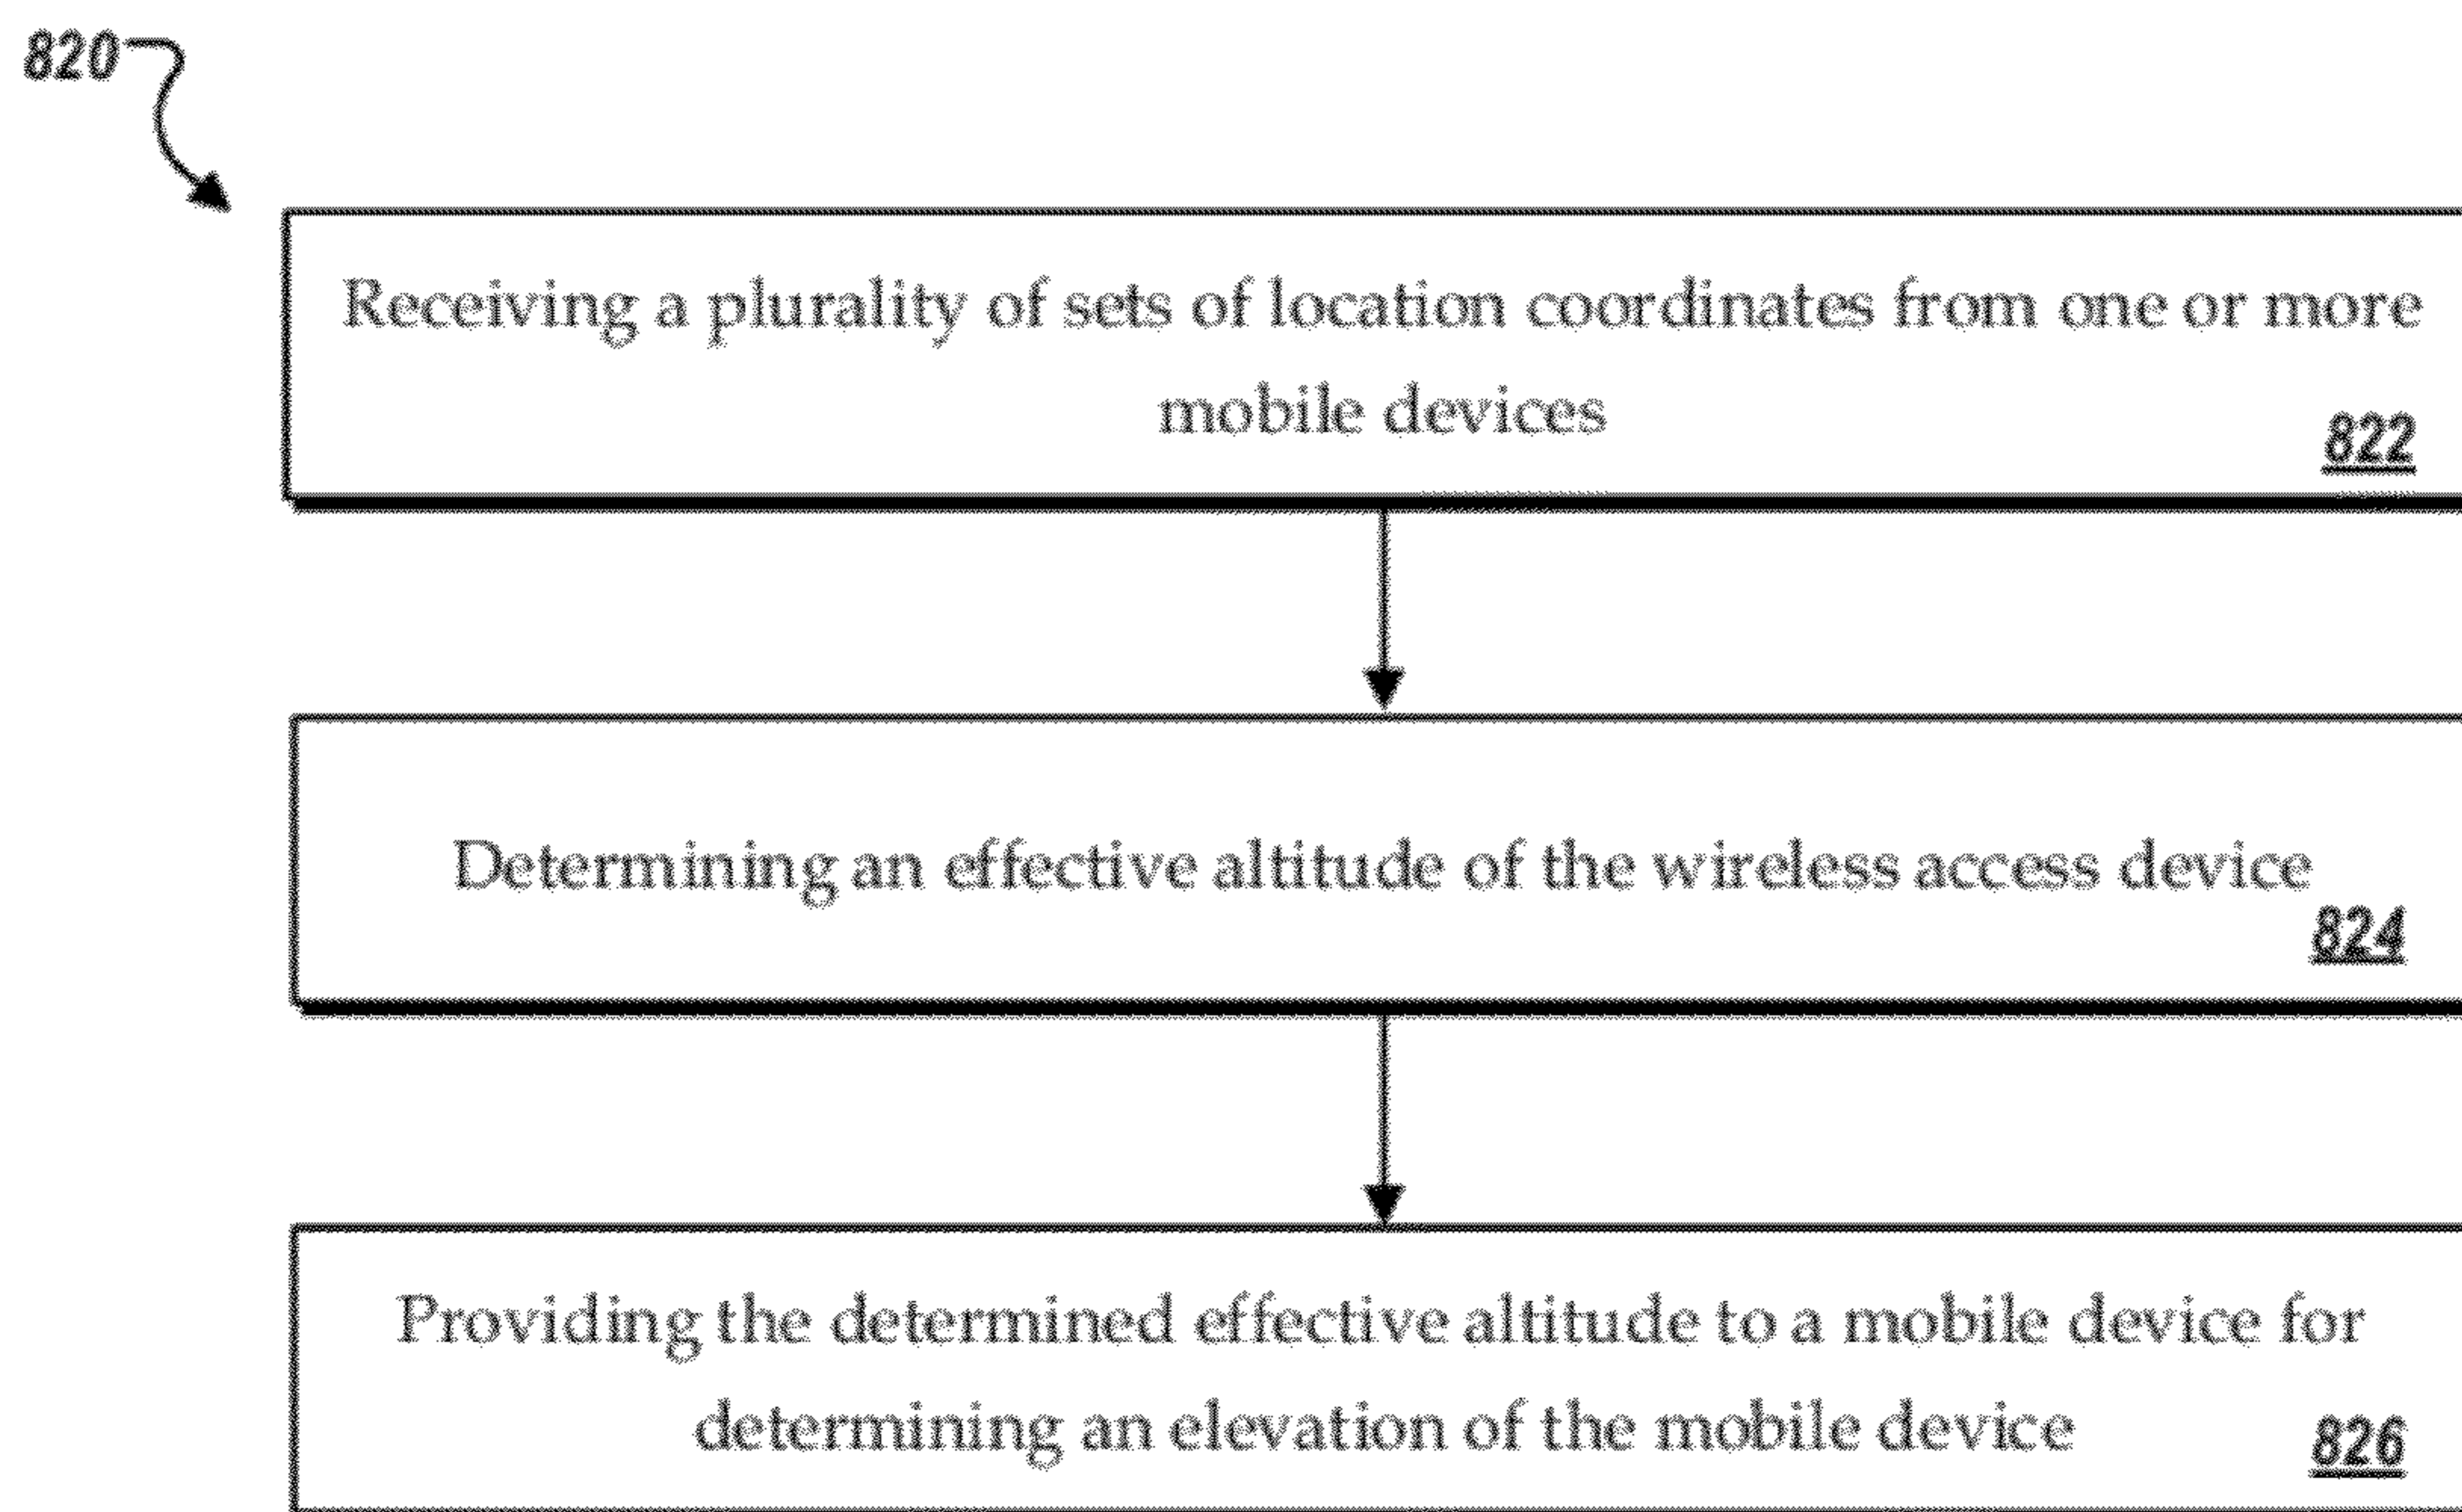 820
Receiving a plurality of sets of location coordinates from one or more
mobile devices
822
Determining an effective altitude of the wireless access device
824
Providing the determined effective altitude to a mobile device for
determining an elevation of the mobile device
826